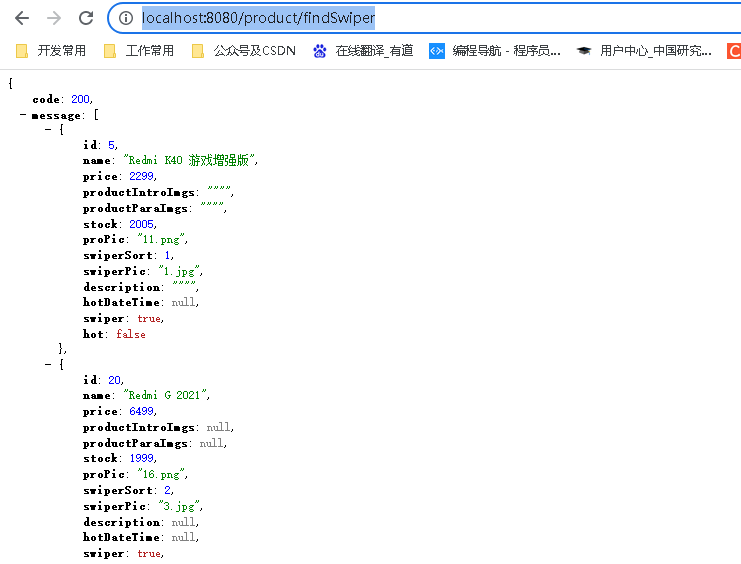 localhost:8080/product/findSwiper
开发常用 工作常用 公众号及CSDN 在线翻译_有道 编程导航 - 程序员... 用户中心_中国研究... C
{
code: 200,
- message: [
- {
id: 5,
name: "Redmi K40 游戏增强版",
price: 2299,
productIntroImgs: """",
productParaImgs: """",
stock: 2005,
proPic: "11.png",
swiperSort: 1,
swiperPic: "1.jpg",
description: """",
hotDateTime: null,
swiper: true,
hot: false
},
- {
id: 20,
name: "Redmi G 2021",
price: 6499,
productIntroImgs: null,
productParaImgs: null,
stock: 1999,
proPic: "16.png",
swiperSort: 2,
swiperPic: "3.jpg",
description: null,
hotDateTime: null,
swiper: true,